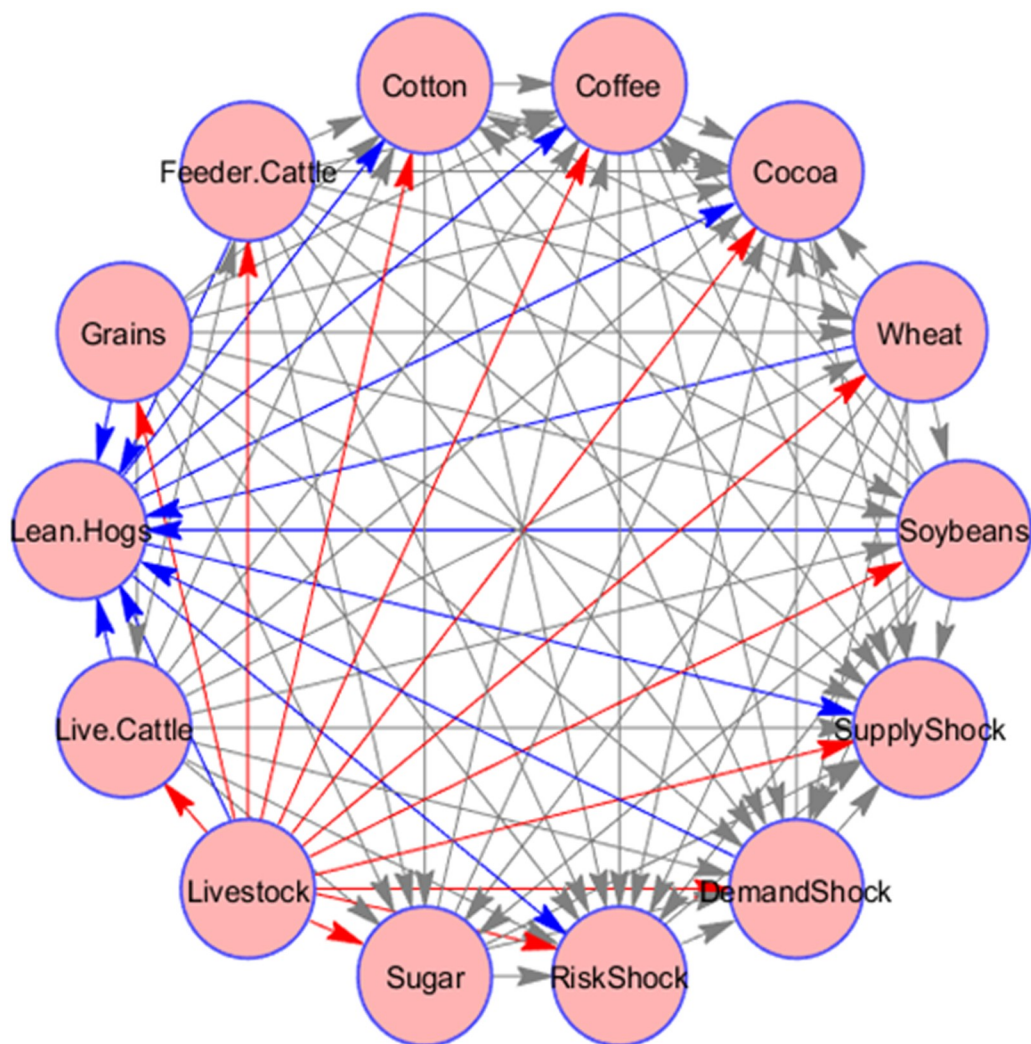 Cotton
Coffee
Feeder.Cattle
Cocoa
Grains
Wheat
Lean.Hogs
Soybeans
Live.Cattle
SupplyShock
Livestock
DemandShock
Sugar
RiskShock